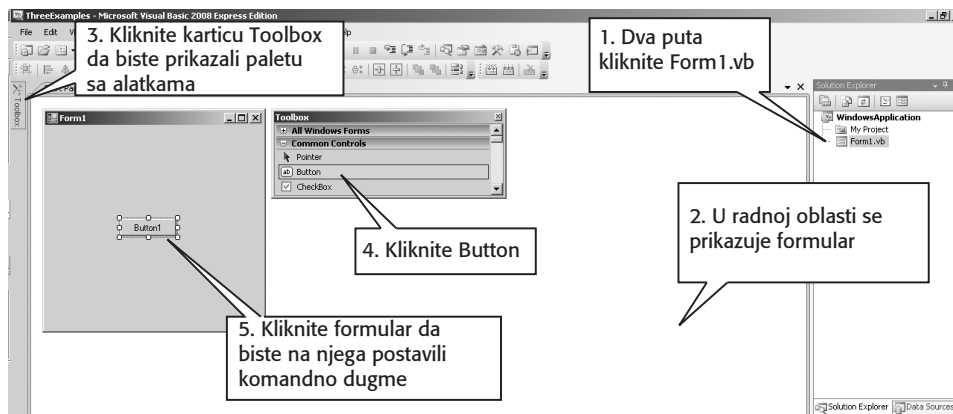 ThreeExamples - Microsoft Visual Basic 2008 Express Edition
File Edit
3. Kliknite karticu Toolbox
da biste prikazali paletu
sa alatkama
1. Dva puta
kliknite Form1.vb
Toolbox
Solution Explorer
WindowsApplication
My Project
Form1.vb
Form1
Button1
Toolbox
All Windows Forms
Common Controls
Pointer
Button
CheckBox
4. Kliknite Button
2. U radnoj oblasti se
prikazuje formular
5. Kliknite formular da
biste na njega postavili
komandno dugme
Solution Explorer Data Sources